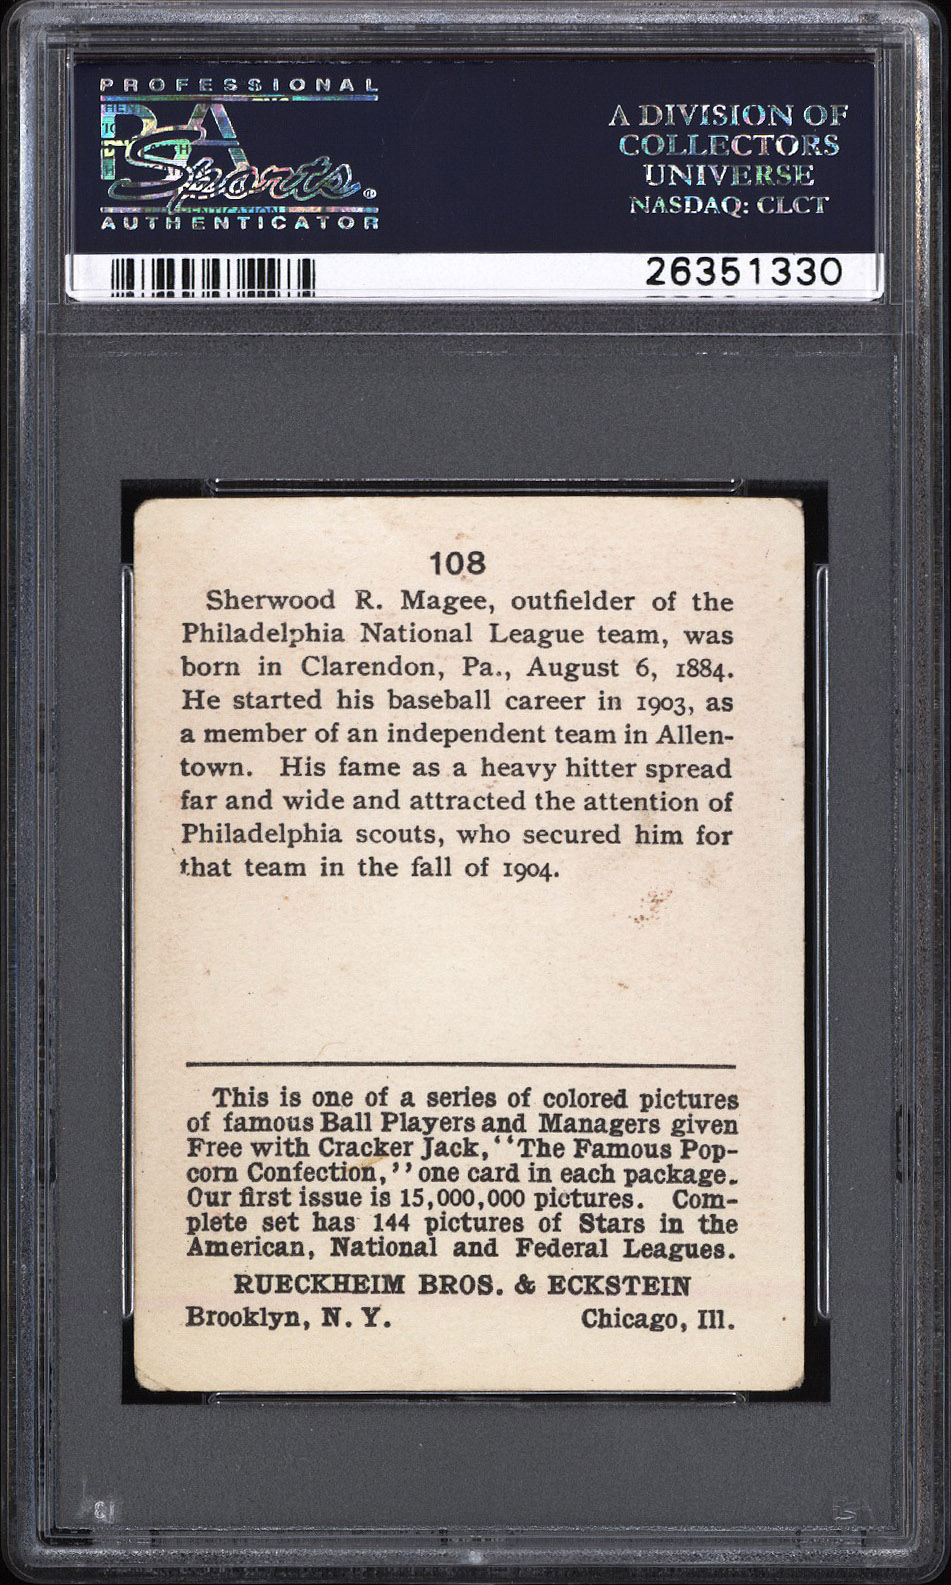 PROFESSIONAL
PSA
Sports®
AUTHENTICATOR
A DIVISION OF
COLLECTORS
UNIVERSE
NASDAQ: CLCT
26351330
108
Sherwood R. Magee, outfielder of the
Philadelphia National League team, was
born in Clarendon, Pa., August 6, 1884.
He started his baseball career in 1903, as
a member of an independent team in Allen-
town. His fame as a heavy hitter spread
far and wide and attracted the attention of
Philadelphia scouts, who secured him for
that team in the fall of 1904.
This is one of a series of colored pictures
of famous Ball Players and Managers given
Free with Cracker Jack, "The Famous Pop-
corn Confection," one card in each package.
Our first issue is 15,000,000 pictures. Com-
plete set has 144 pictures of Stars in the
American, National and Federal Leagues.
RUECKHEIM BROS. & ECKSTEIN
Brooklyn, N. Y. Chicago, Ill.